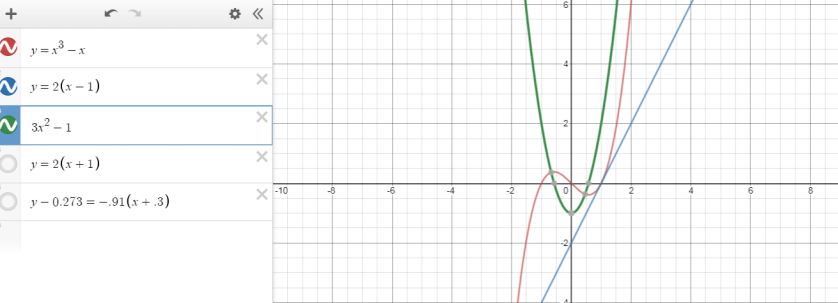 y = x³ − x
y = 2(x − 1)
3x² − 1
y = 2(x + 1)
y − 0.273 = −.91(x + .3)
6
4
2
-10 -8 -6 -4 -2 0 2 4 6 8
-2
-4